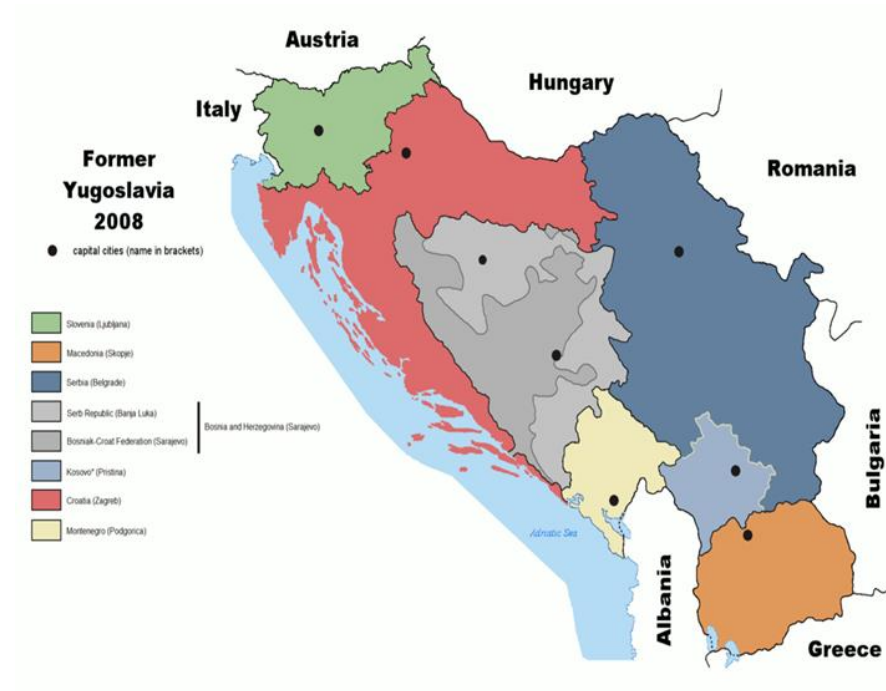 Austria
Hungary
Italy
Romania
Former
Yugoslavia
2008
capital cities (name in brackets)
Slovenia (Ljubljana)
Macedonia (Skopje)
Serbia (Belgrade)
Serb Republic (Banja Luka)
Bosnia and Herzegovina (Sarajevo)
Bosniak-Croat Federation (Sarajevo)
Kosovo* (Pristina)
Croatia (Zagreb)
Montenegro (Podgorica)
Adriatic Sea
Albania
Bulgaria
Greece